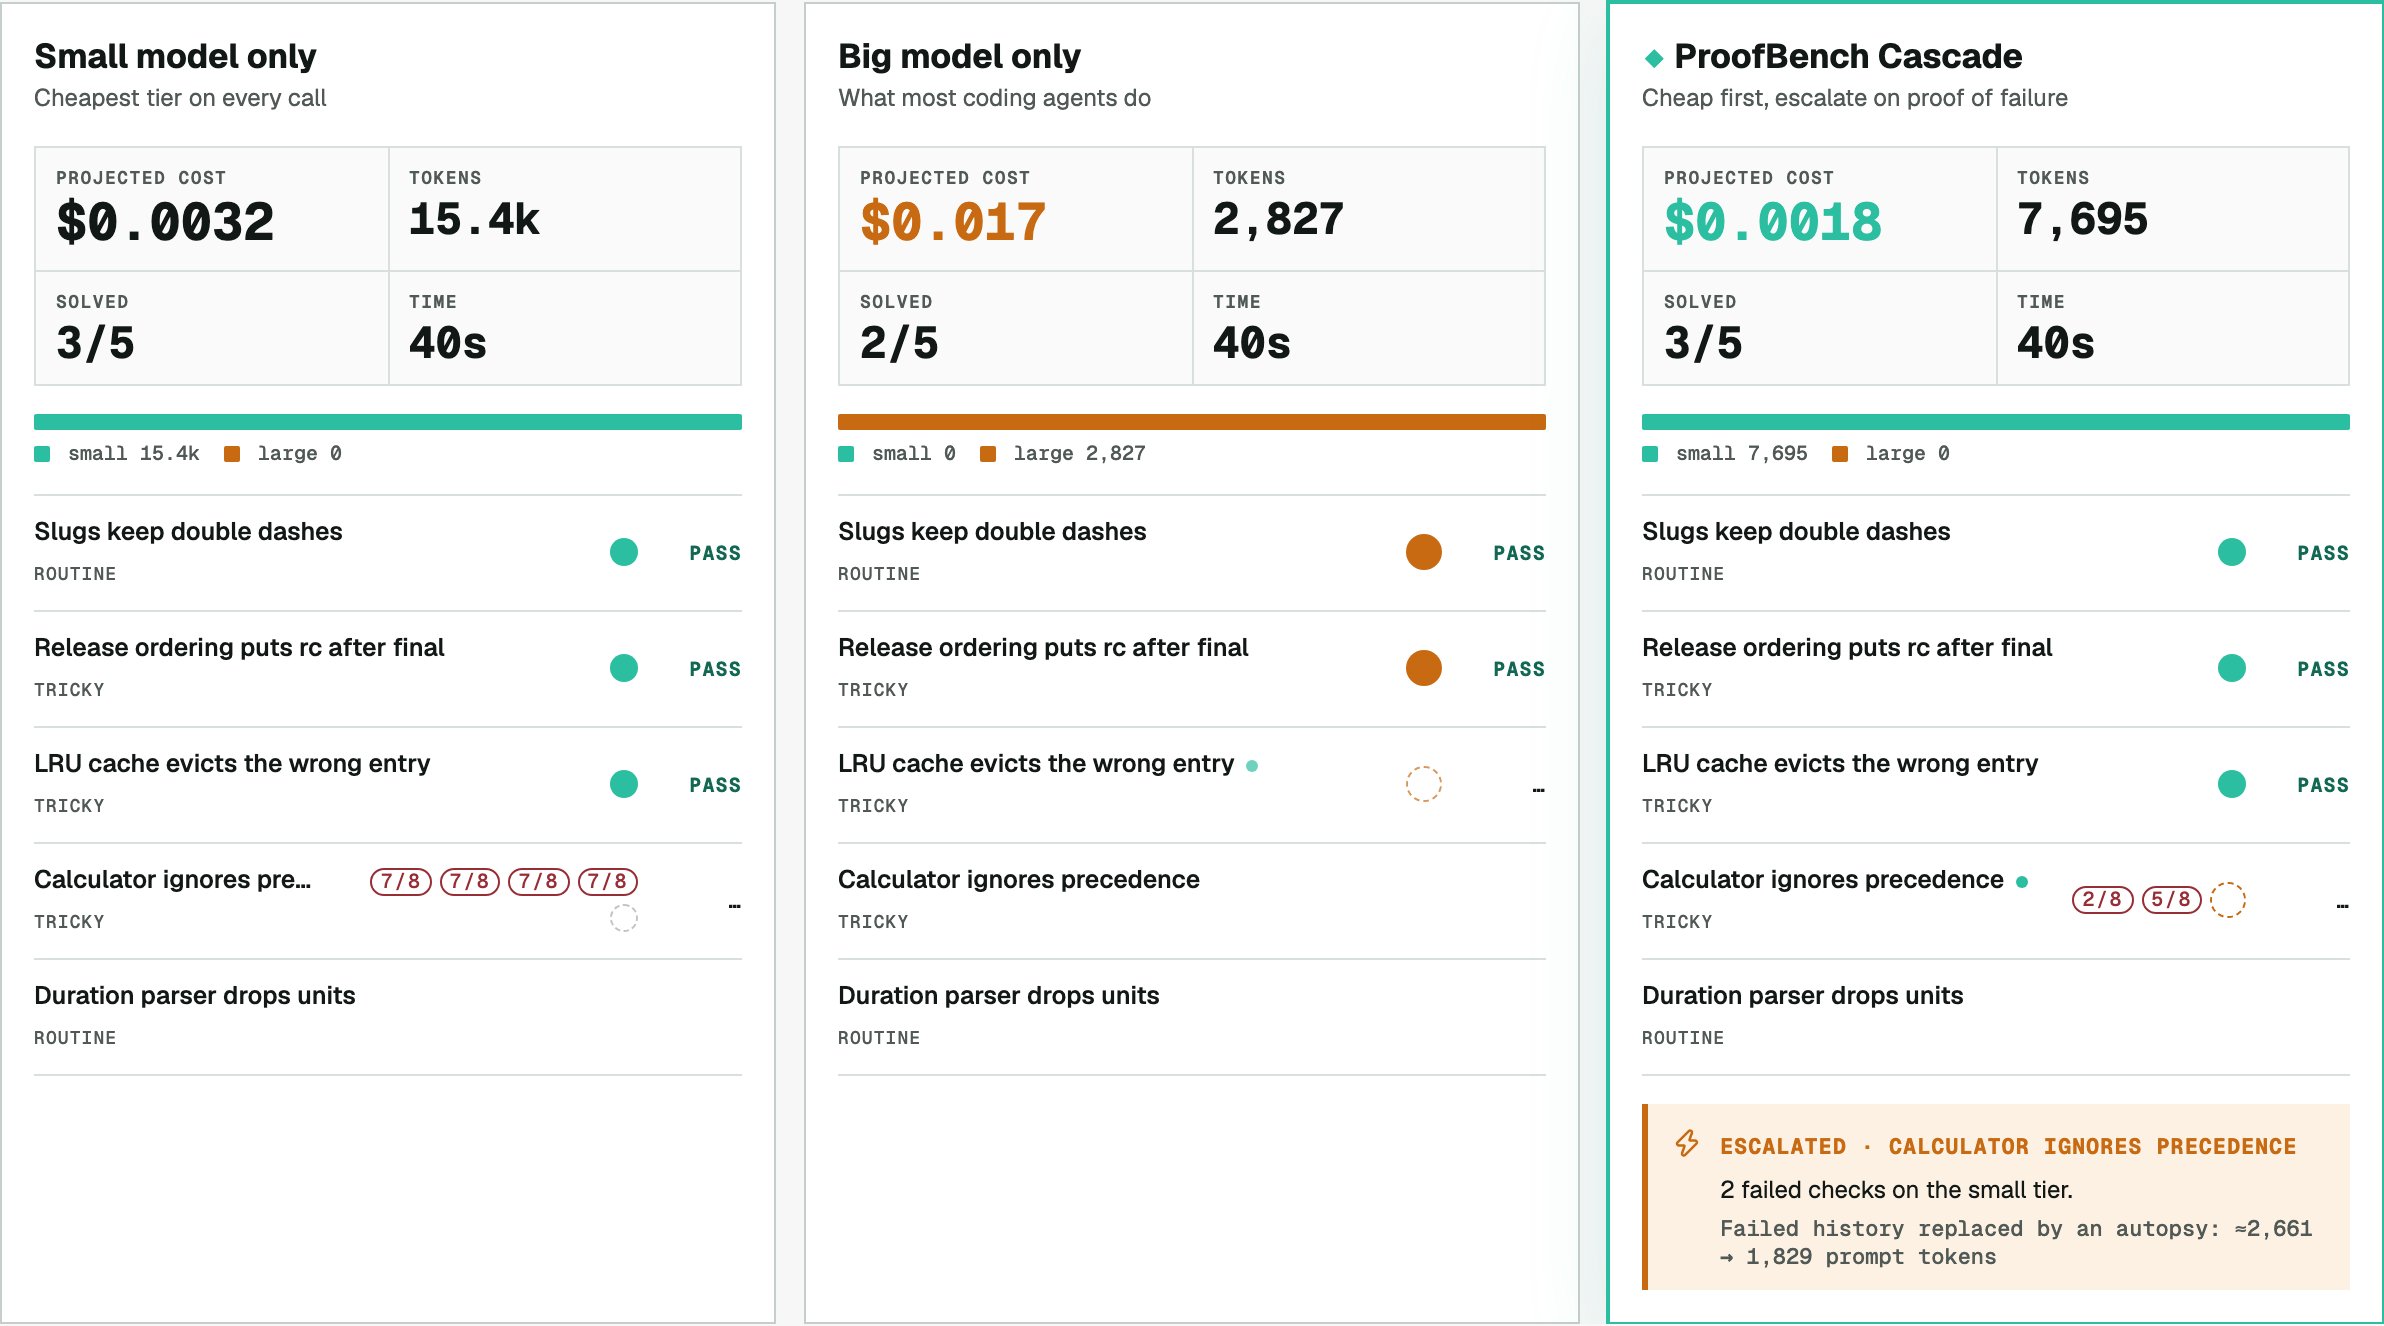 Small model only
Cheapest tier on every call
PROJECTED COST
$0.0032
TOKENS
15.4k
SOLVED
3/5
TIME
40s
small 15.4k
large 0
Slugs keep double dashes
ROUTINE
PASS
Release ordering puts rc after final
TRICKY
PASS
LRU cache evicts the wrong entry
TRICKY
PASS
Calculator ignores pre…
7/8 7/8 7/8 7/8
TRICKY
…
Duration parser drops units
ROUTINE
Big model only
What most coding agents do
PROJECTED COST
$0.017
TOKENS
2,827
SOLVED
2/5
TIME
40s
small 0
large 2,827
Slugs keep double dashes
ROUTINE
PASS
Release ordering puts rc after final
TRICKY
PASS
LRU cache evicts the wrong entry
TRICKY
…
Calculator ignores precedence
TRICKY
Duration parser drops units
ROUTINE
ProofBench Cascade
Cheap first, escalate on proof of failure
PROJECTED COST
$0.0018
TOKENS
7,695
SOLVED
3/5
TIME
40s
small 7,695
large 0
Slugs keep double dashes
ROUTINE
PASS
Release ordering puts rc after final
TRICKY
PASS
LRU cache evicts the wrong entry
TRICKY
PASS
Calculator ignores precedence
TRICKY
2/8 5/8
…
Duration parser drops units
ROUTINE
ESCALATED · CALCULATOR IGNORES PRECEDENCE
2 failed checks on the small tier.
Failed history replaced by an autopsy: ≈2,661
→ 1,829 prompt tokens